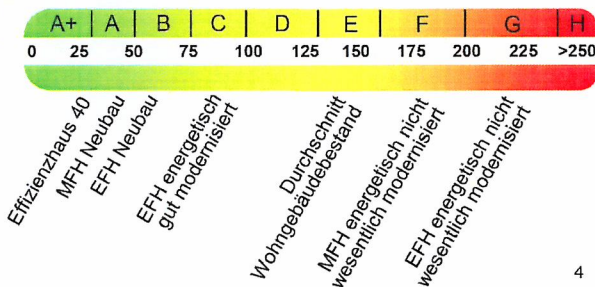 A+ A B C D E F G H
0 25 50 75 100 125 150 175 200 225 >250
Effizienzhaus 40
MFH Neubau
EFH Neubau
EFH energetisch
gut modernisiert
Durchschnitt
Wohngebäudebestand
MFH energetisch nicht
wesentlich modernisiert
EFH energetisch nicht
wesentlich modernisiert
4